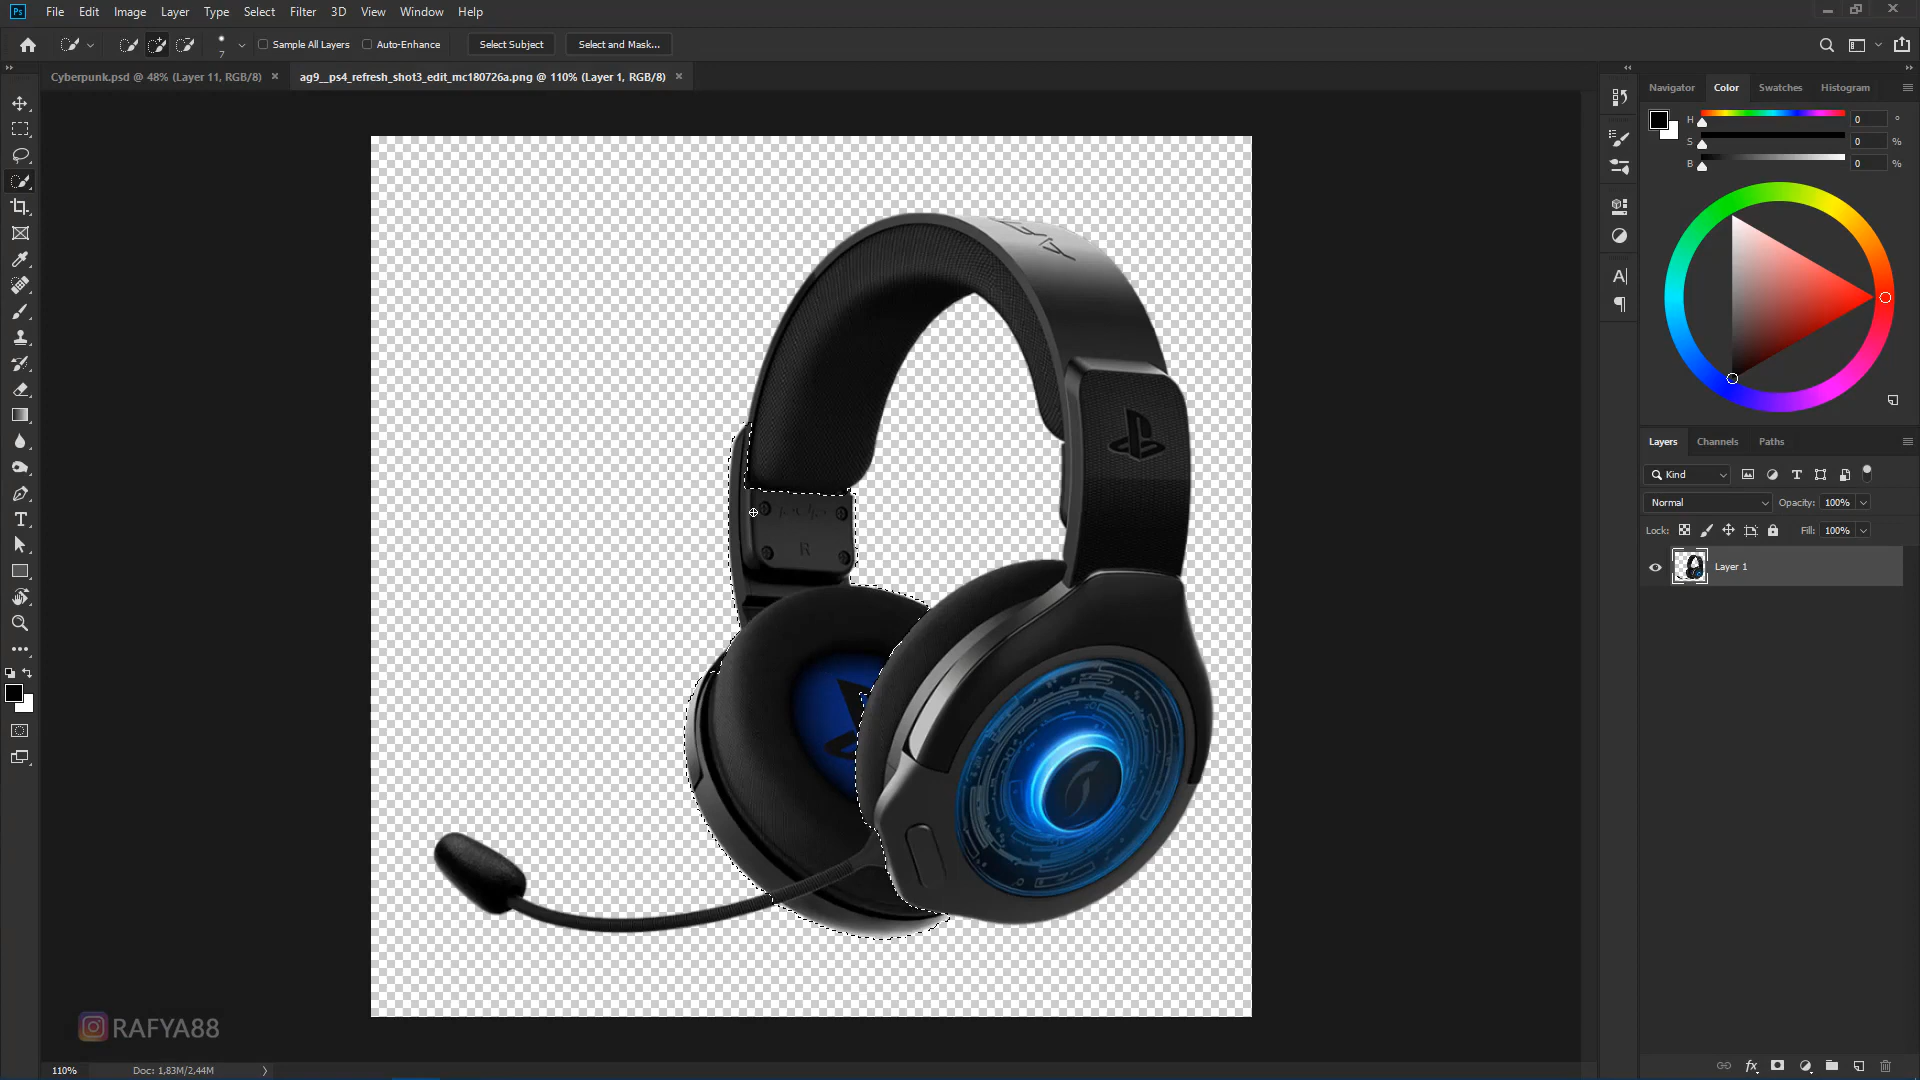 Ps File Edit Image Layer Type Select Filter 3D View Window Help
7 Sample All Layers Auto-Enhance Select Subject Select and Mask...
Cyberpunk.psd @ 48% (Layer 11, RGB/8) × ag9__ps4_refresh_shot3_edit_mc180726a.png @ 110% (Layer 1, RGB/8) ×
Navigator Color Swatches Histogram
H 0 °
S 0 %
B 0 %
Layers Channels Paths
Kind
Normal Opacity: 100%
Lock: Fill: 100%
Layer 1
R
RAFYA88
110% Doc: 1,83M/2,44M